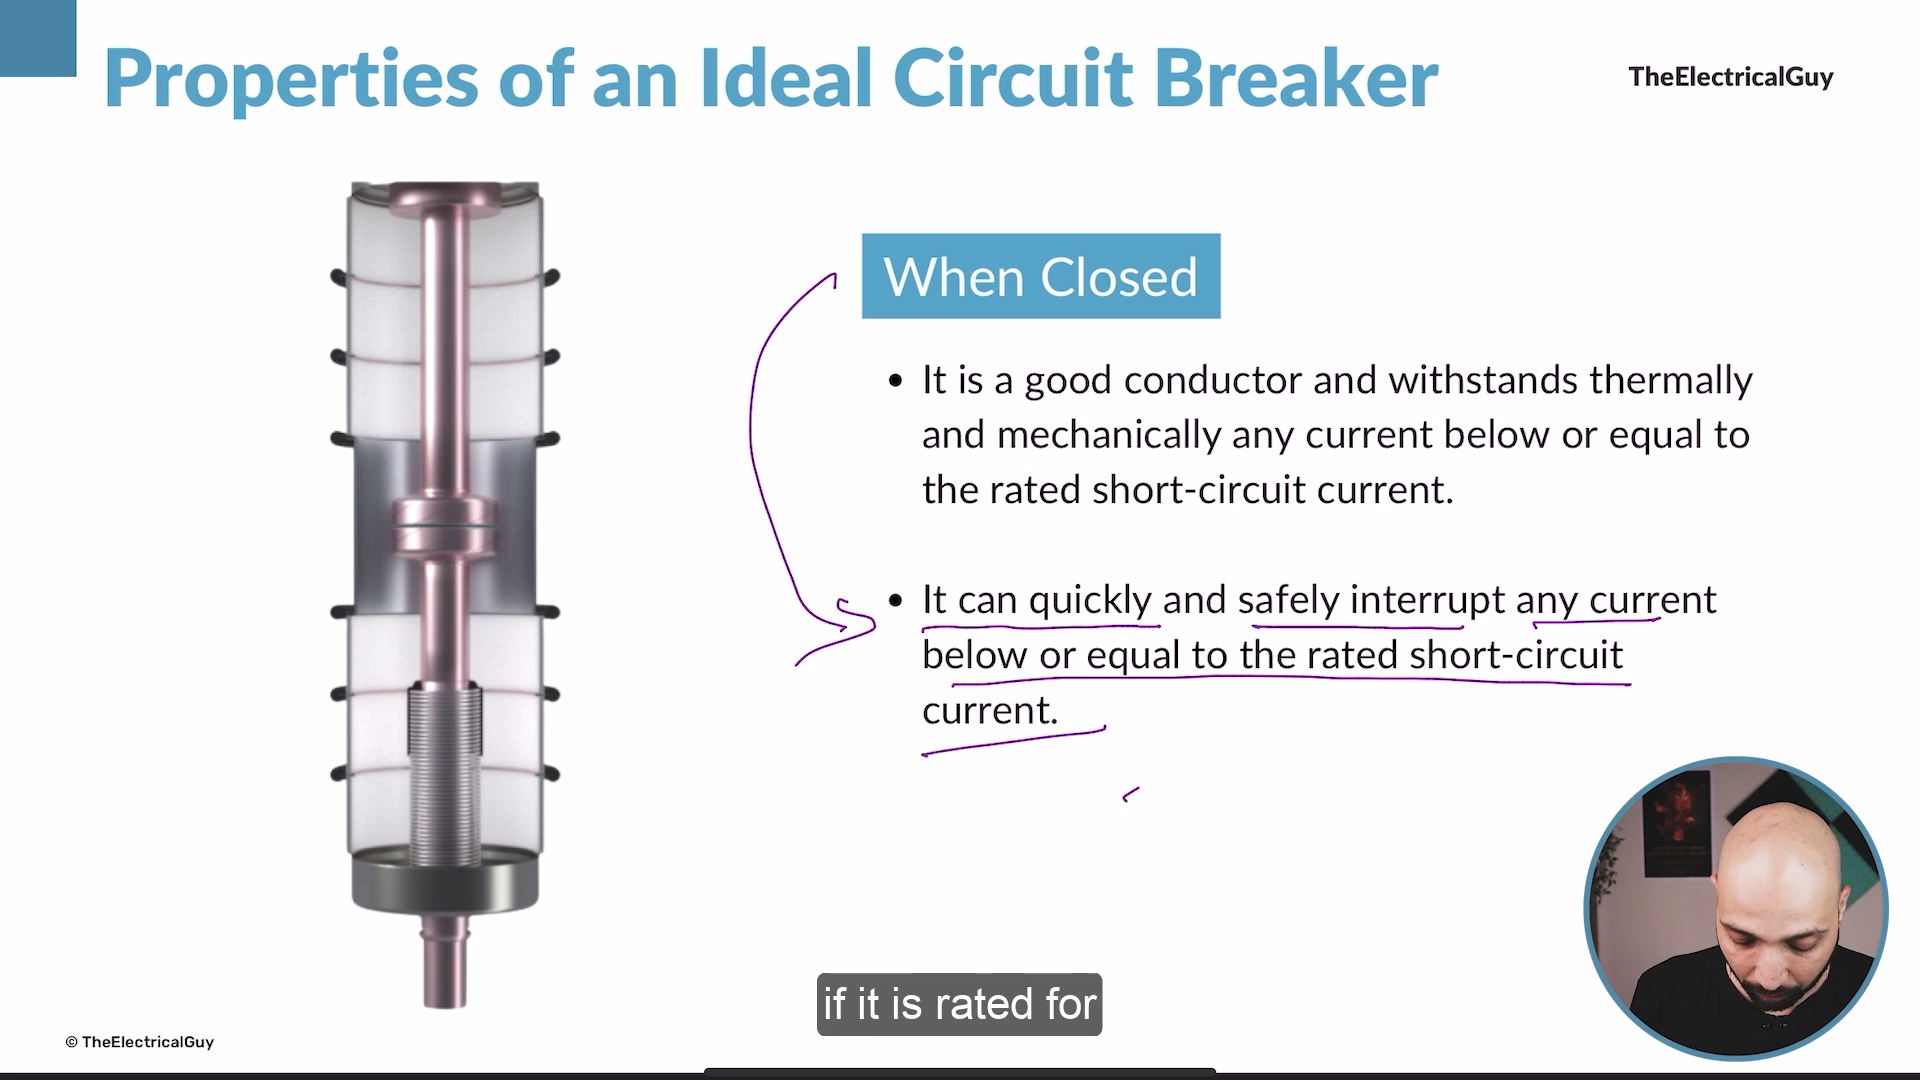 Properties of an Ideal Circuit Breaker
TheElectricalGuy
When Closed
• It is a good conductor and withstands thermally
and mechanically any current below or equal to
the rated short-circuit current.
• It can quickly and safely interrupt any current
below or equal to the rated short-circuit
current.
if it is rated for
© TheElectricalGuy